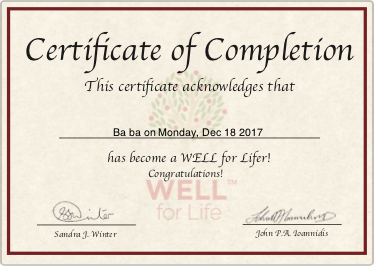 Certificate of Completion
This certificate acknowledges that
Ba ba on Monday, Dec 18 2017
has become a WELL for Lifer!
Congratulations!
WELL™
for Life
Sandra J. Winter
John P.A. Ioannidis